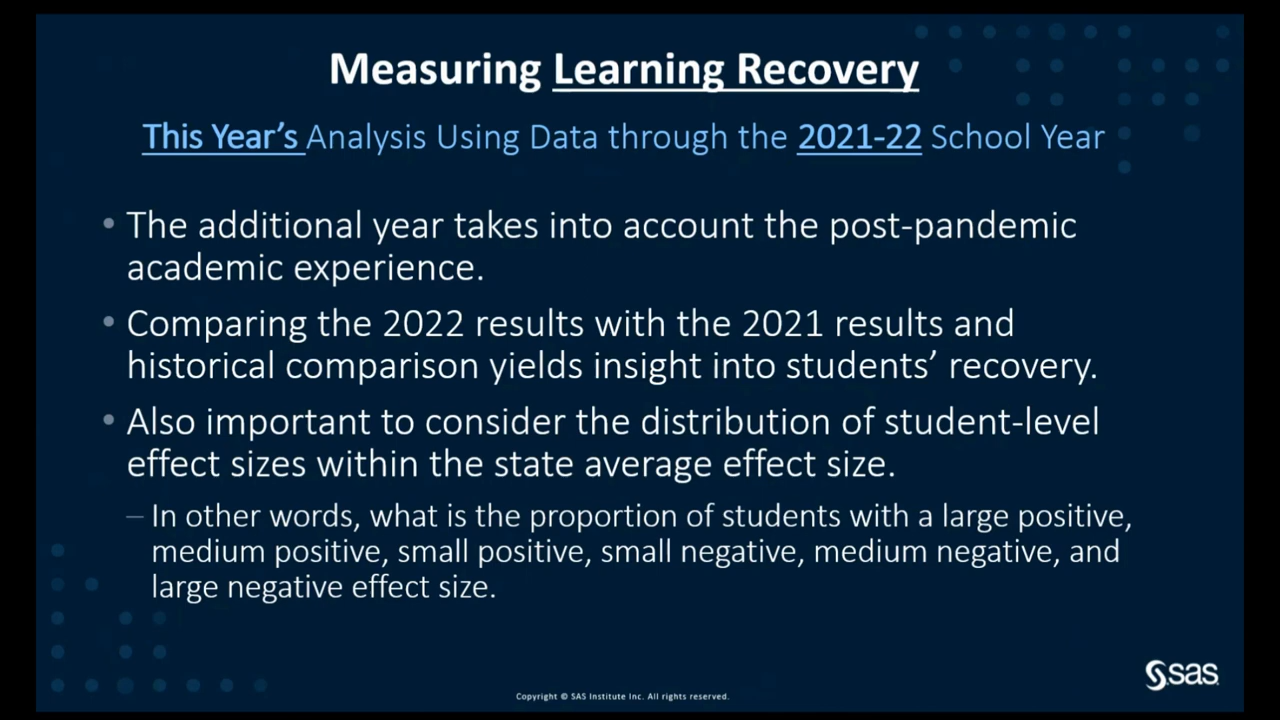 Measuring Learning Recovery
This Year's Analysis Using Data through the 2021-22 School Year
• The additional year takes into account the post-pandemic
academic experience.
• Comparing the 2022 results with the 2021 results and
historical comparison yields insight into students' recovery.
• Also important to consider the distribution of student-level
effect sizes within the state average effect size.
– In other words, what is the proportion of students with a large positive,
medium positive, small positive, small negative, medium negative, and
large negative effect size.
sas
Copyright © SAS Institute Inc. All rights reserved.